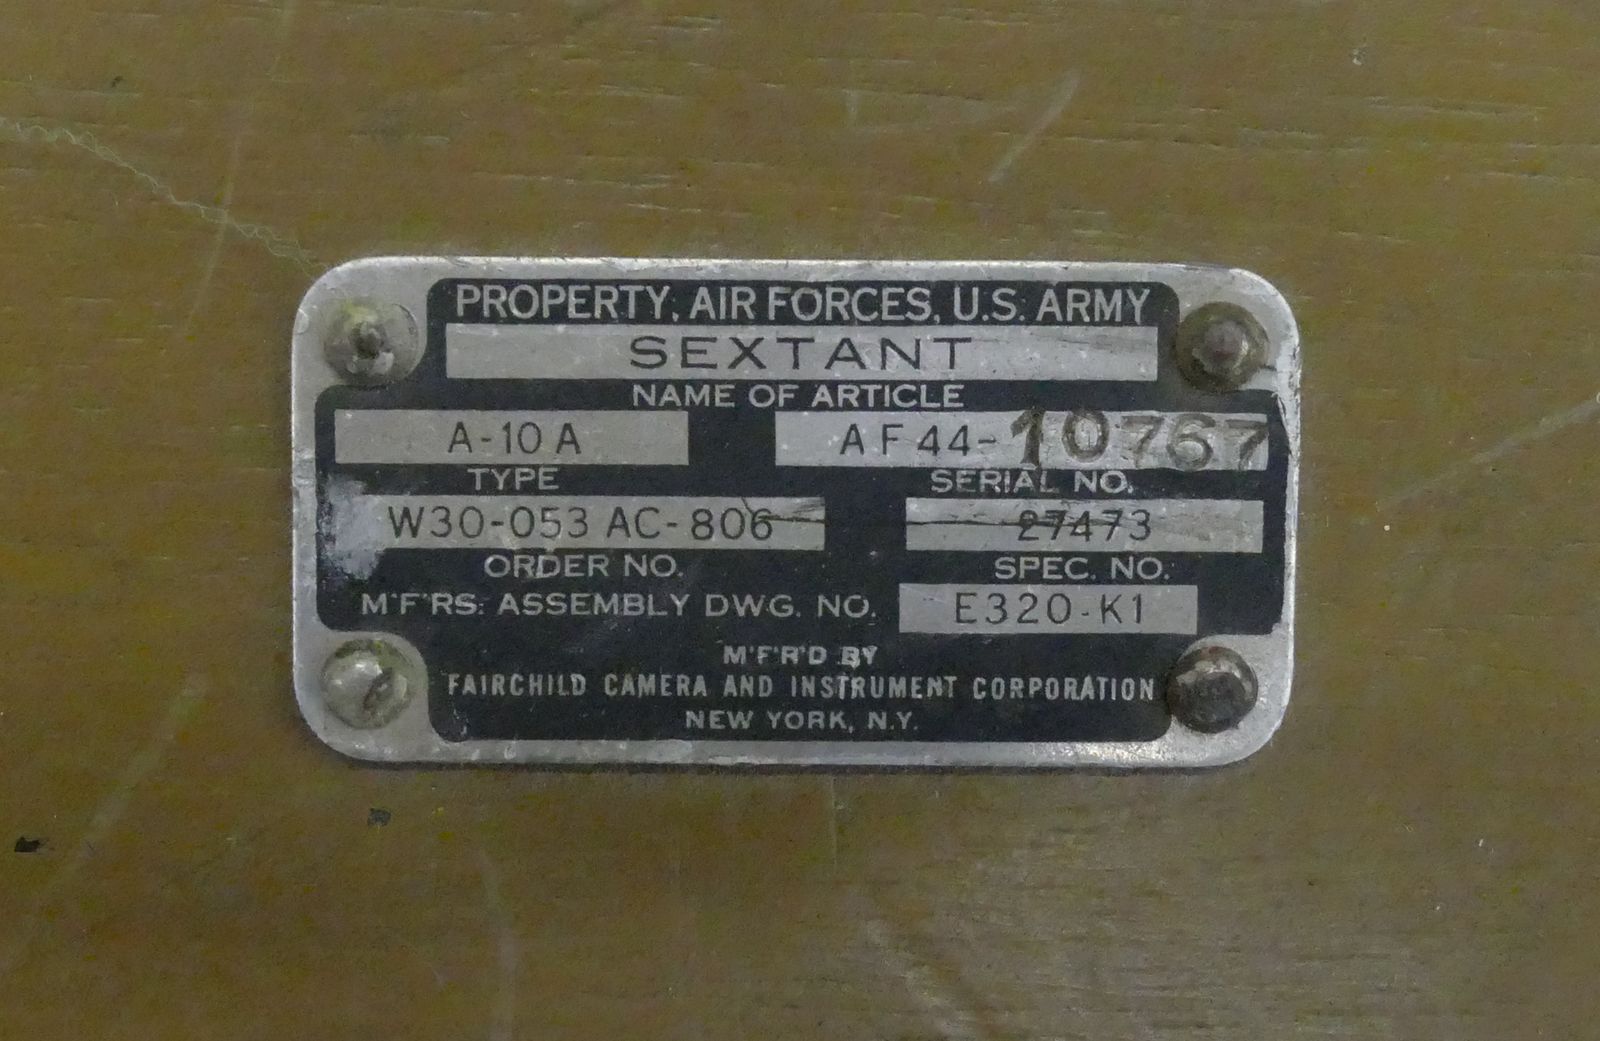 PROPERTY, AIR FORCES, U.S. ARMY
SEXTANT
NAME OF ARTICLE
A-10A AF44-10767
TYPE SERIAL NO.
W30-053 AC-806 27473
ORDER NO. SPEC. NO.
M'F'RS. ASSEMBLY DWG. NO. E320-K1
M'F'R'D BY
FAIRCHILD CAMERA AND INSTRUMENT CORPORATION
NEW YORK, N.Y.